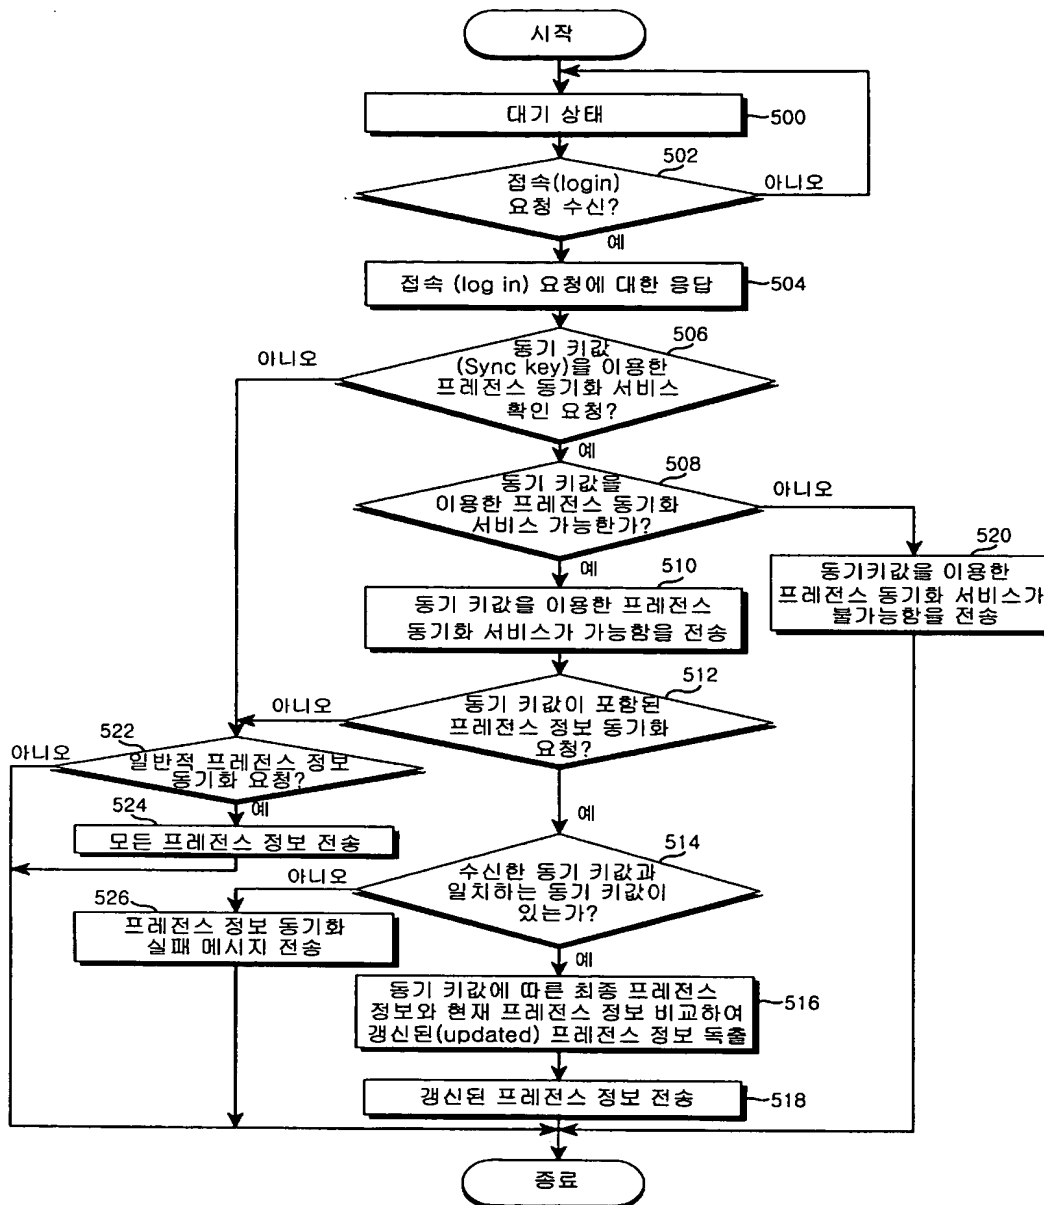 시작
대기 상태
500
502
접속(login)
요청 수신?
아니오
예
접속 (log in) 요청에 대한 응답
504
506
아니오
동기 키값
(Sync key)을 이용한
프레전스 동기화 서비스
확인 요청?
예
508
동기 키값을
이용한 프레전스 동기화
서비스 가능한가?
아니오
예
510
동기 키값을 이용한 프레전스
동기화 서비스가 가능함을 전송
520
동기키값을 이용한
프레전스 동기화 서비스가
불가능함을 전송
512
아니오
동기 키값이 포함된
프레전스 정보 동기화
요청?
예
522
아니오
일반적 프레전스 정보
동기화 요청?
예
524
모든 프레전스 정보 전송
514
아니오
수신한 동기 키값과
일치하는 동기 키값이
있는가?
예
526
프레전스 정보 동기화
실패 메시지 전송
동기 키값에 따른 최종 프레전스
정보와 현재 프레전스 정보 비교하여
갱신된(updated) 프레전스 정보 독출
516
갱신된 프레전스 정보 전송
518
종료